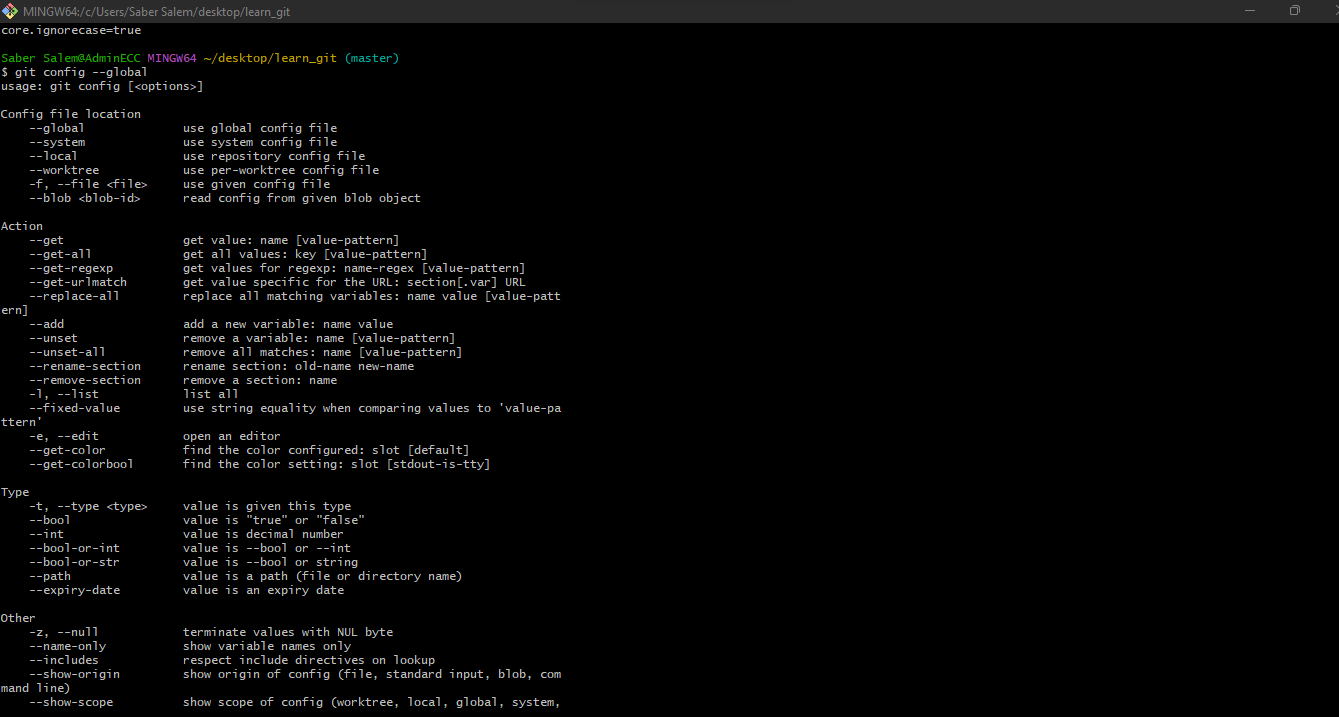 MINGW64:/c/Users/Saber Salem/desktop/learn_git
core.ignorecase=true
Saber Salem@AdminECC MINGW64 ~/desktop/learn_git (master)
$ git config --global
usage: git config [<options>]
Config file location
--global use global config file
--system use system config file
--local use repository config file
--worktree use per-worktree config file
-f, --file <file> use given config file
--blob <blob-id> read config from given blob object
Action
--get get value: name [value-pattern]
--get-all get all values: key [value-pattern]
--get-regexp get values for regexp: name-regex [value-pattern]
--get-urlmatch get value specific for the URL: section[.var] URL
--replace-all replace all matching variables: name value [value-patt
ern]
--add add a new variable: name value
--unset remove a variable: name [value-pattern]
--unset-all remove all matches: name [value-pattern]
--rename-section rename section: old-name new-name
--remove-section remove a section: name
-l, --list list all
--fixed-value use string equality when comparing values to 'value-pa
ttern'
-e, --edit open an editor
--get-color find the color configured: slot [default]
--get-colorbool find the color setting: slot [stdout-is-tty]
Type
-t, --type <type> value is given this type
--bool value is "true" or "false"
--int value is decimal number
--bool-or-int value is --bool or --int
--bool-or-str value is --bool or string
--path value is a path (file or directory name)
--expiry-date value is an expiry date
Other
-z, --null terminate values with NUL byte
--name-only show variable names only
--includes respect include directives on lookup
--show-origin show origin of config (file, standard input, blob, com
mand line)
--show-scope show scope of config (worktree, local, global, system,